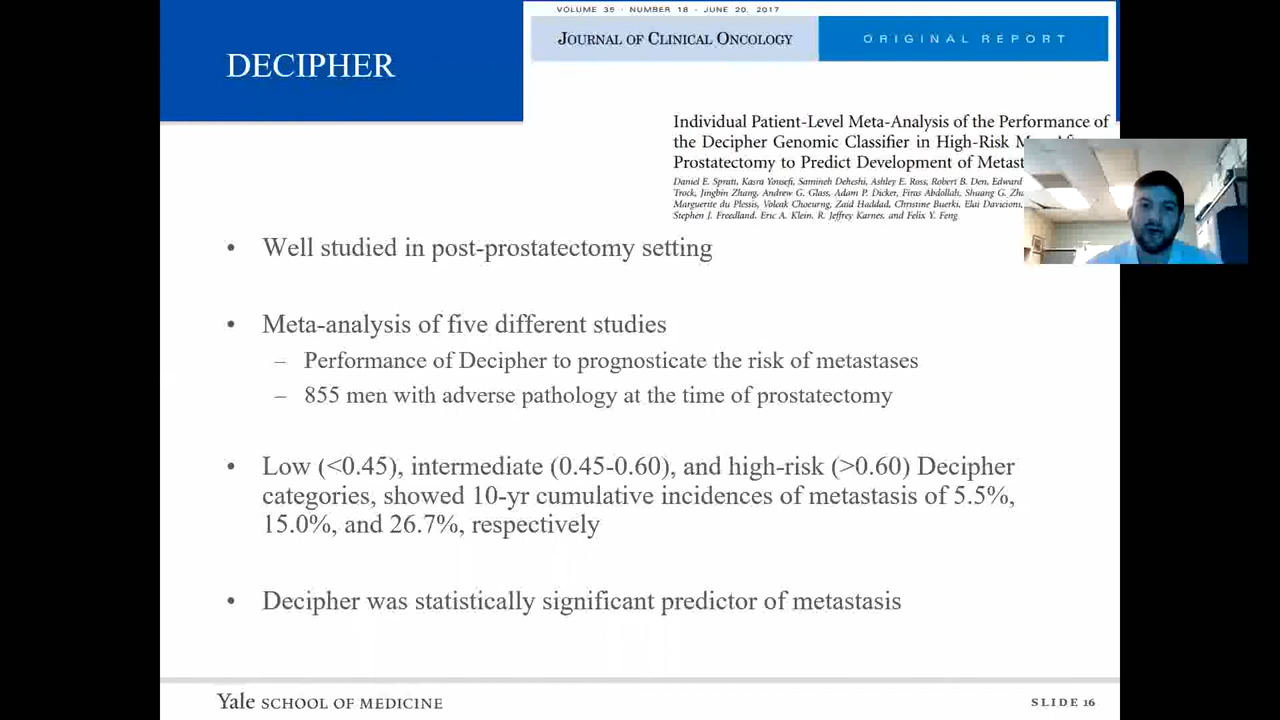 VOLUME 35 · NUMBER 18 · JUNE 20, 2017
JOURNAL OF CLINICAL ONCOLOGY
ORIGINAL REPORT
DECIPHER
Individual Patient-Level Meta-Analysis of the Performance of
the Decipher Genomic Classifier in High-Risk
Prostatectomy to Predict Development of
Daniel E. Spratt, Kasra Yousefi, Samineh Deheshi, Ashley E. Ross, Robert B. Den, Edward
Trock, Jingbin Zhang, Andrew G. Glass, Adam P. Dicker, Firas Abdollah, Shuang G.
Marguerite du Plessis, Voleak Choeurng, Zaid Haddad, Christine Buerki, Elai Davicioni,
Stephen J. Freedland, Eric A. Klein, R. Jeffrey Karnes, and Felix Y. Feng
• Well studied in post-prostatectomy setting
• Meta-analysis of five different studies
– Performance of Decipher to prognosticate the risk of metastases
– 855 men with adverse pathology at the time of prostatectomy
• Low (<0.45), intermediate (0.45-0.60), and high-risk (>0.60) Decipher
categories, showed 10-yr cumulative incidences of metastasis of 5.5%,
15.0%, and 26.7%, respectively
• Decipher was statistically significant predictor of metastasis
Yale SCHOOL OF MEDICINE
SLIDE 16